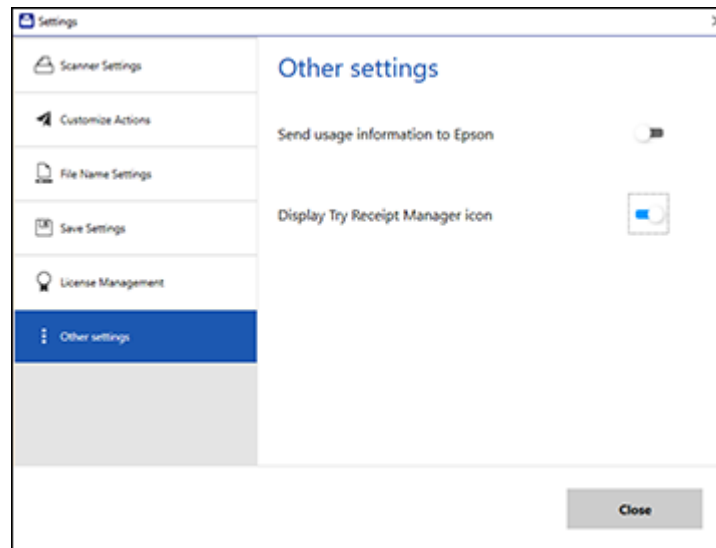 Settings
Scanner Settings
Customize Actions
File Name Settings
Save Settings
License Management
Other settings
Other settings
Send usage information to Epson
Display Try Receipt Manager icon
Close